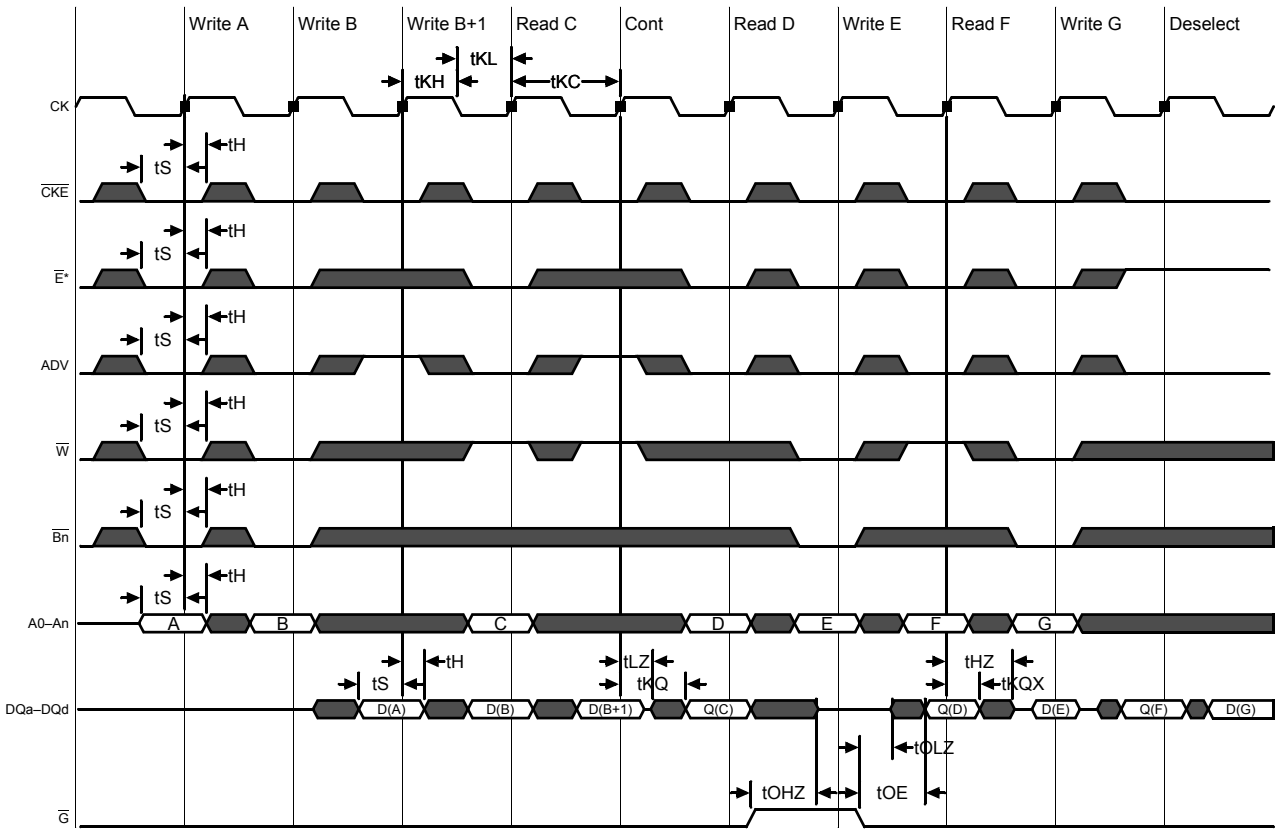 Write A Write B Write B+1 Read C Cont Read D Write E Read F Write G Deselect
tKL
tKH tKC
CK
tH
tS
CKE
tH
tS
E*
tH
tS
ADV
tH
tS
W
tH
tS
Bn
tH
tS
A0–An A B C D E F G
tH tLZ tHZ
tS tKQ tKQX
DQa–DQd D(A) D(B) D(B+1) Q(C) Q(D) D(E) Q(F) D(G)
tOLZ
tOHZ tOE
G